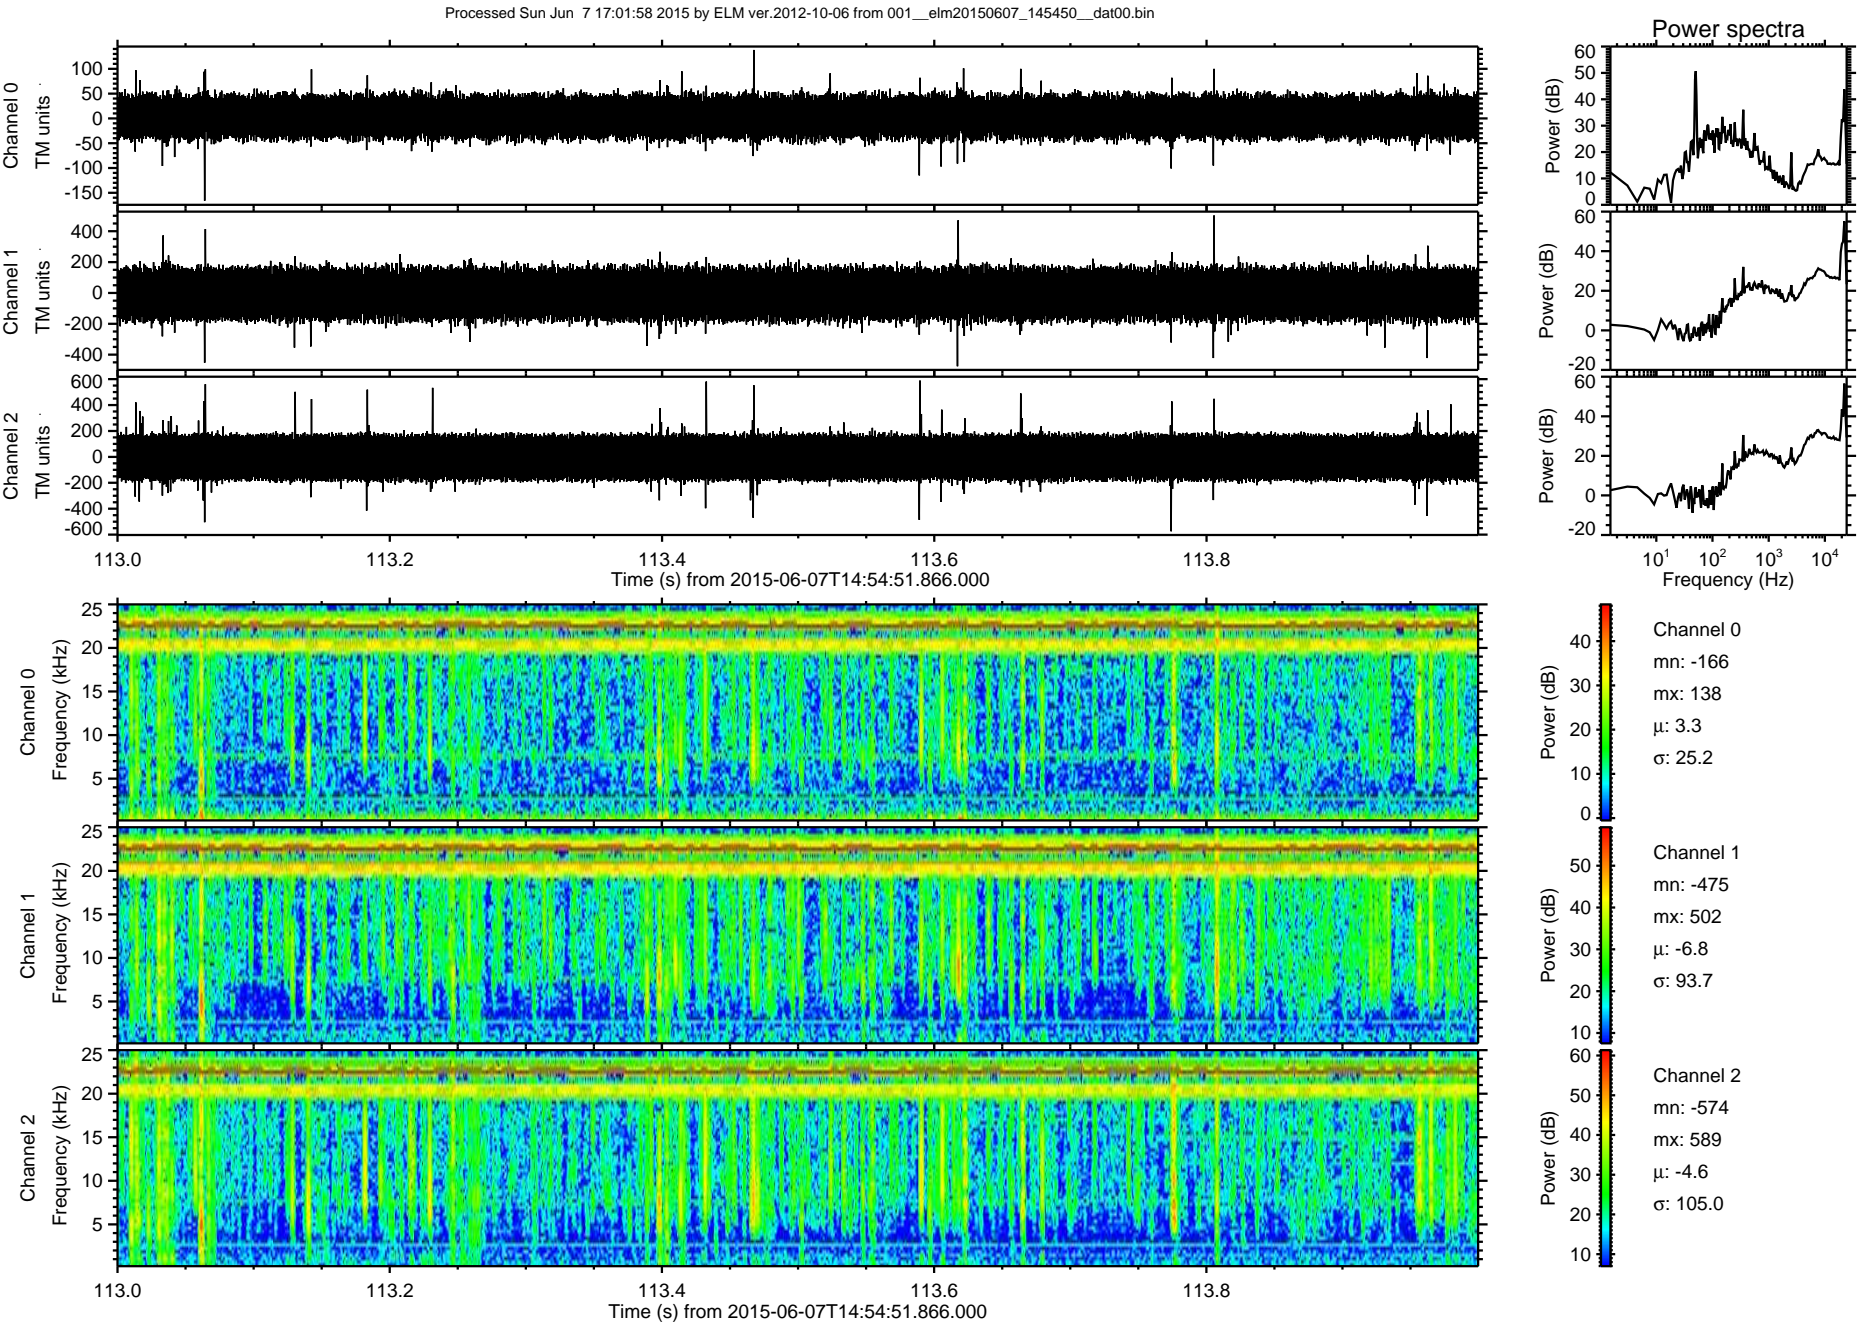 Processed Sun Jun 7 17:01:58 2015 by ELM ver.2012-10-06 from 001__elm20150607_145450__dat00.bin
Power spectra
Channel 0
TM units
100
50
0
-50
-100
-150
Power (dB)
60
50
40
30
20
10
0
Channel 1
TM units
400
200
0
-200
-400
Power (dB)
60
40
20
0
-20
Channel 2
TM units
600
400
200
0
-200
-400
-600
Power (dB)
60
40
20
0
-20
113.0 113.2 113.4 113.6 113.8
Time (s) from 2015-06-07T14:54:51.866.000
10¹ 10² 10³ 10⁴
Frequency (Hz)
Channel 0
Frequency (kHz)
25
20
15
10
5
Power (dB)
40
30
20
10
0
Channel 0
mn: -166
mx: 138
μ: 3.3
σ: 25.2
Channel 1
Frequency (kHz)
25
20
15
10
5
Power (dB)
50
40
30
20
10
Channel 1
mn: -475
mx: 502
μ: -6.8
σ: 93.7
Channel 2
Frequency (kHz)
25
20
15
10
5
Power (dB)
60
50
40
30
20
10
Channel 2
mn: -574
mx: 589
μ: -4.6
σ: 105.0
113.0 113.2 113.4 113.6 113.8
Time (s) from 2015-06-07T14:54:51.866.000